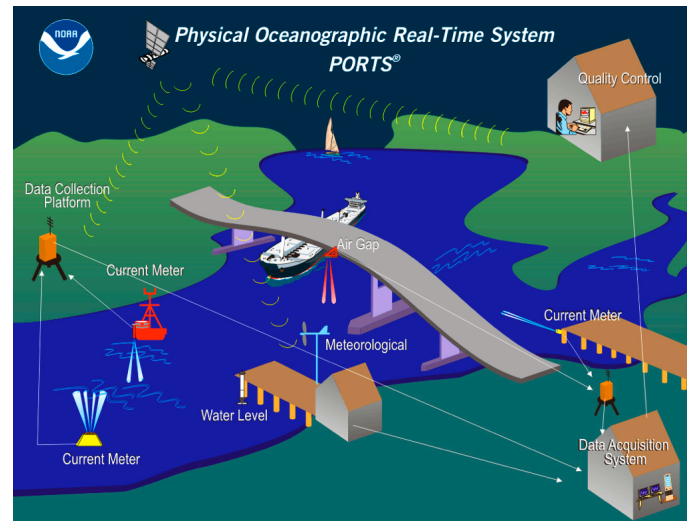 NOAA
Physical Oceanographic Real-Time System
PORTS®
Quality Control
Data Collection
Platform
Air Gap
Current Meter
Current Meter
Meteorological
Water Level
Current Meter
Data Acquisition
System